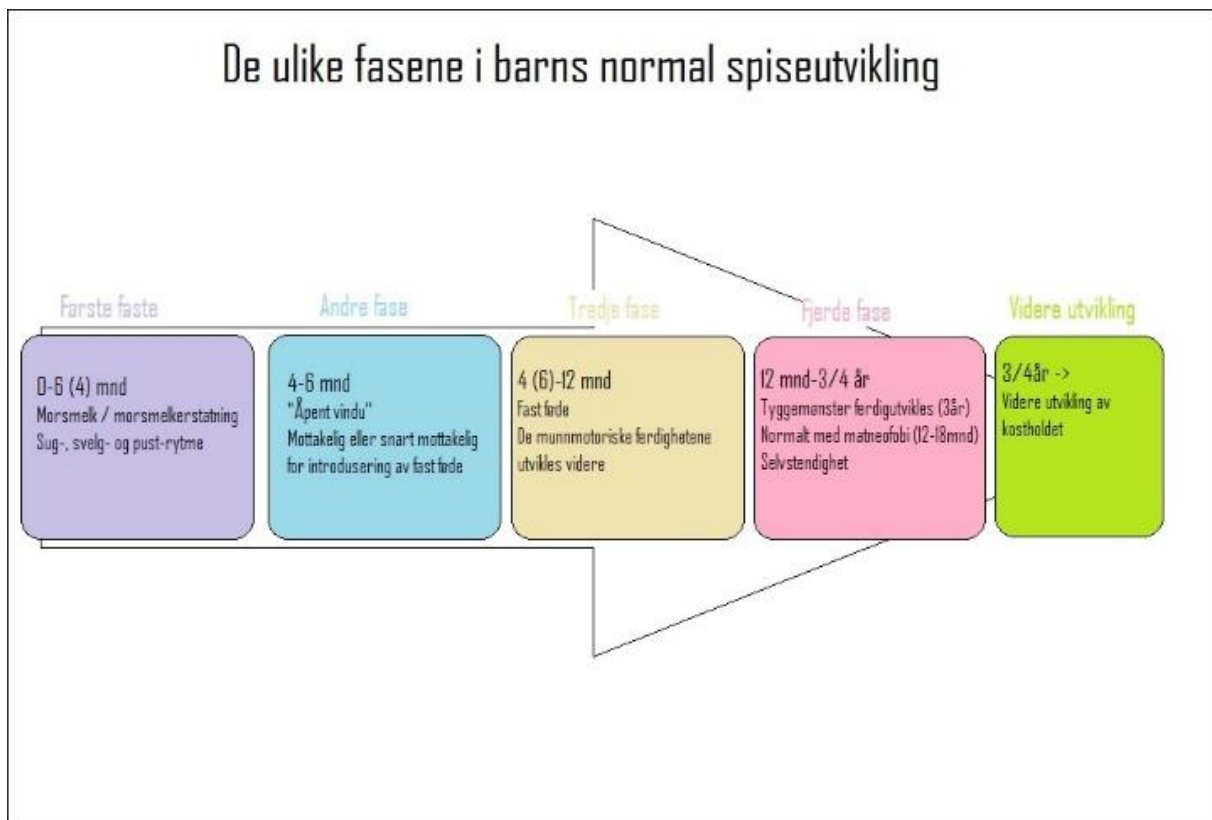 De ulike fasene i barns normal spiseutvikling
Første faste
0-6 (4) mnd
Morsmelk / morsmelkerstatning
Sug-, svelg- og pust-rytme
Andre fase
4-6 mnd
"Åpent vindu"
Mottakelig eller snart mottakelig
for introdusering av fast føde
Tredje fase
4 (6)-12 mnd
Fast føde
De munnmotoriske ferdighetene
utvikles videre
Fjerde fase
12 mnd-3/4 år
Tyggemønster ferdigutvikles (3år)
Normalt med matneofobi (12-18mnd)
Selvstendighet
Videre utvikling
3/4år ->
Videre utvikling av
kostholdet